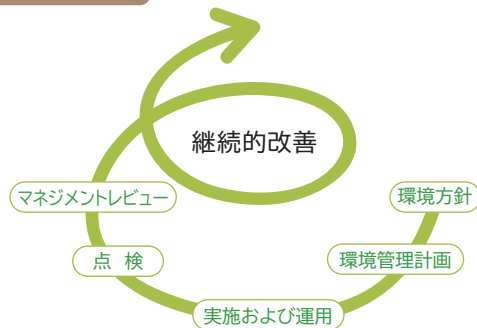 継続的改善
マネジメントレビュー
環境方針
点 検
環境管理計画
実施および運用